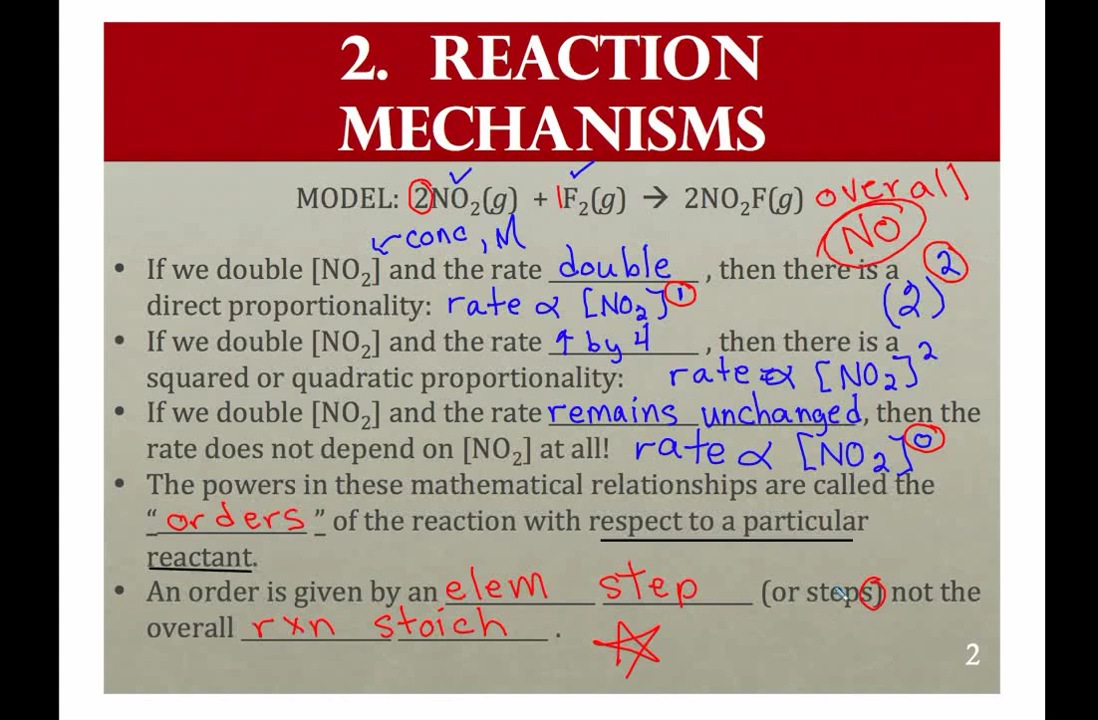 2. REACTION
MECHANISMS
MODEL: 2NO₂(g) + 1F₂(g) → 2NO₂F(g) overall
NO
conc, M
• If we double [NO₂] and the rate double, then there is a
direct proportionality: rate ∝ [NO₂]¹ (2)²
• If we double [NO₂] and the rate ↑ by 4, then there is a
squared or quadratic proportionality: rate ∝ [NO₂]²
• If we double [NO₂] and the rate remains unchanged, then the
rate does not depend on [NO₂] at all! rate ∝ [NO₂]⁰
• The powers in these mathematical relationships are called the
"_orders_" of the reaction with respect to a particular
reactant.
• An order is given by an elem step (or steps) not the
overall rxn stoich.
2